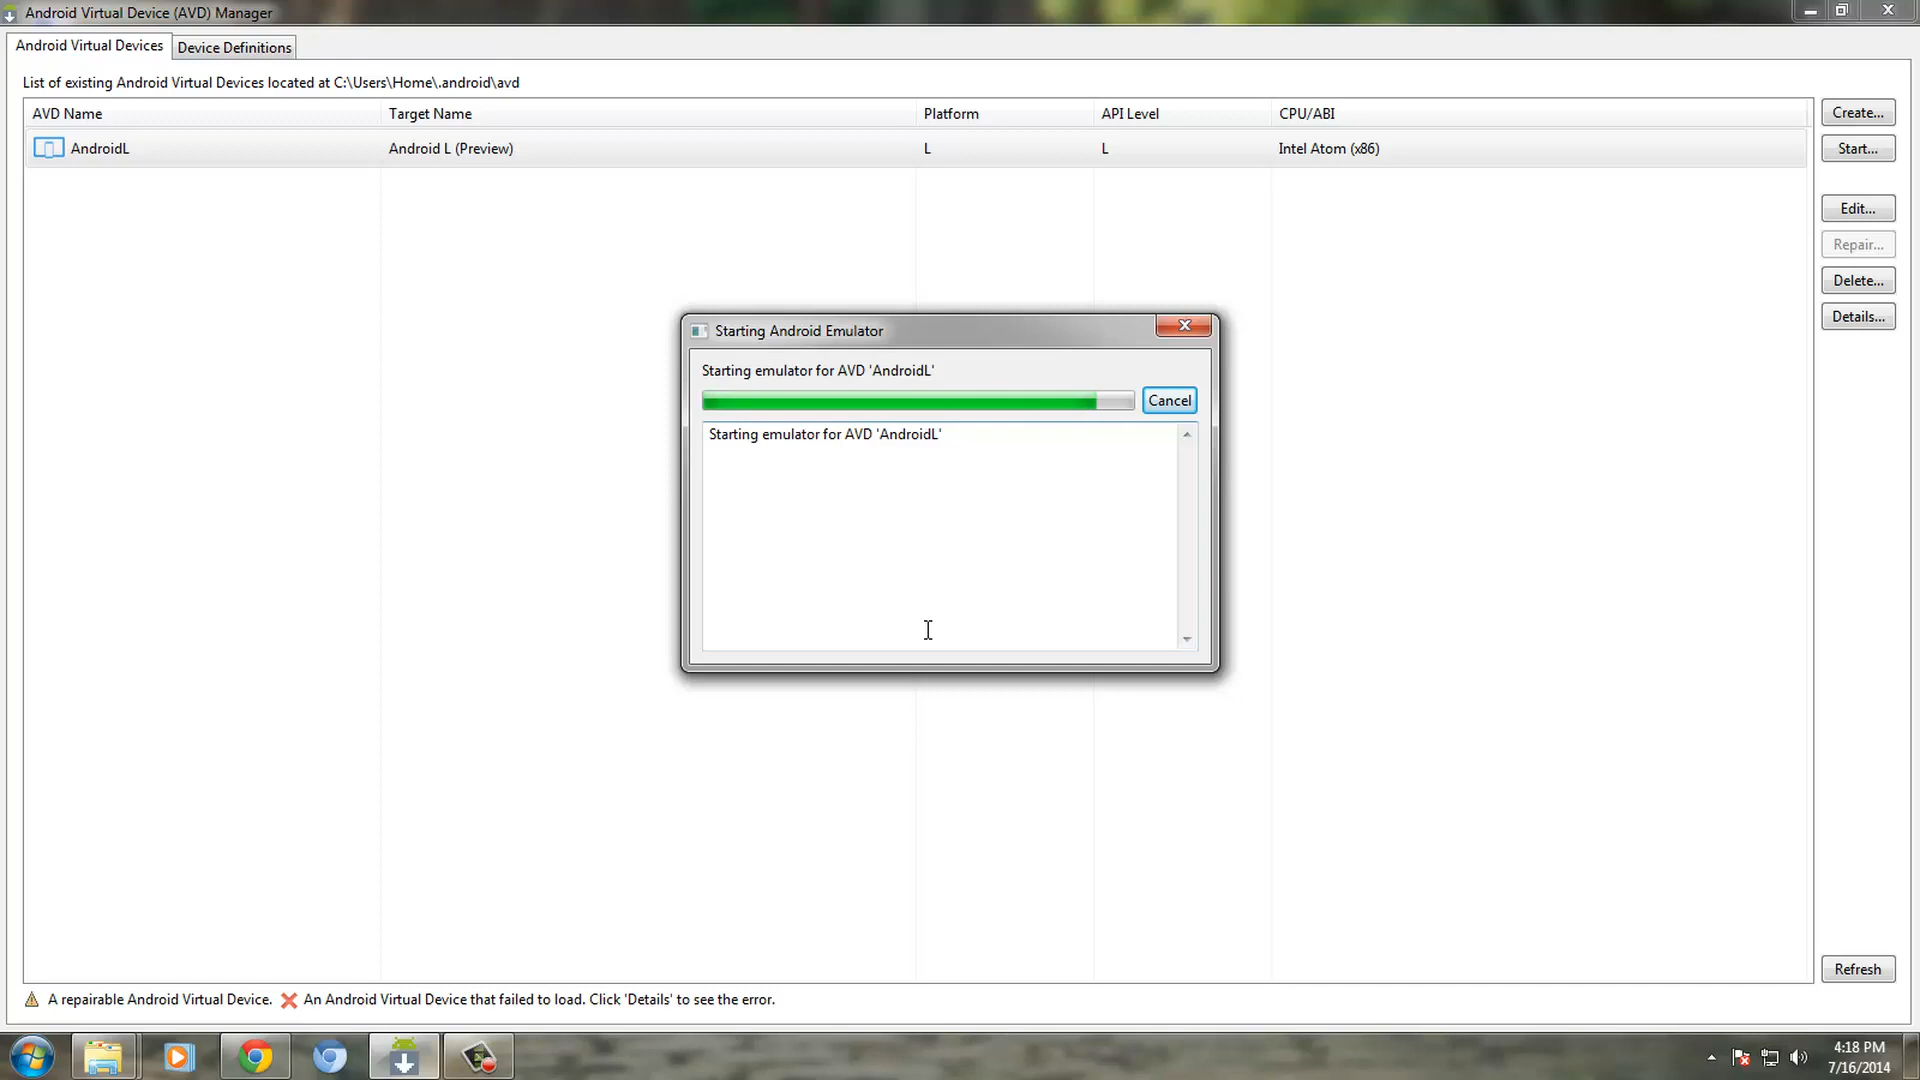 Android Virtual Device (AVD) Manager
Android Virtual Devices
Device Definitions
List of existing Android Virtual Devices located at C:\Users\Home\.android\avd
AVD Name Target Name Platform API Level CPU/ABI
AndroidL Android L (Preview) L L Intel Atom (x86)
Create...
Start...
Edit...
Repair...
Delete...
Details...
Starting Android Emulator
Starting emulator for AVD 'AndroidL'
Cancel
Starting emulator for AVD 'AndroidL'
Refresh
A repairable Android Virtual Device. An Android Virtual Device that failed to load. Click 'Details' to see the error.
4:18 PM
7/16/2014